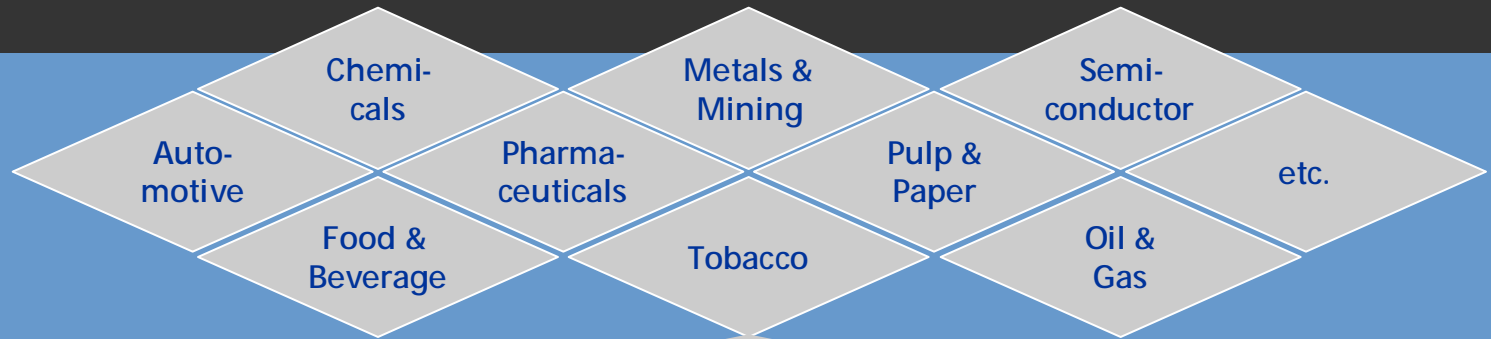 Chemi-
cals
Metals &
Mining
Semi-
conductor
Auto-
motive
Pharma-
ceuticals
Pulp &
Paper
etc.
Food &
Beverage
Tobacco
Oil &
Gas